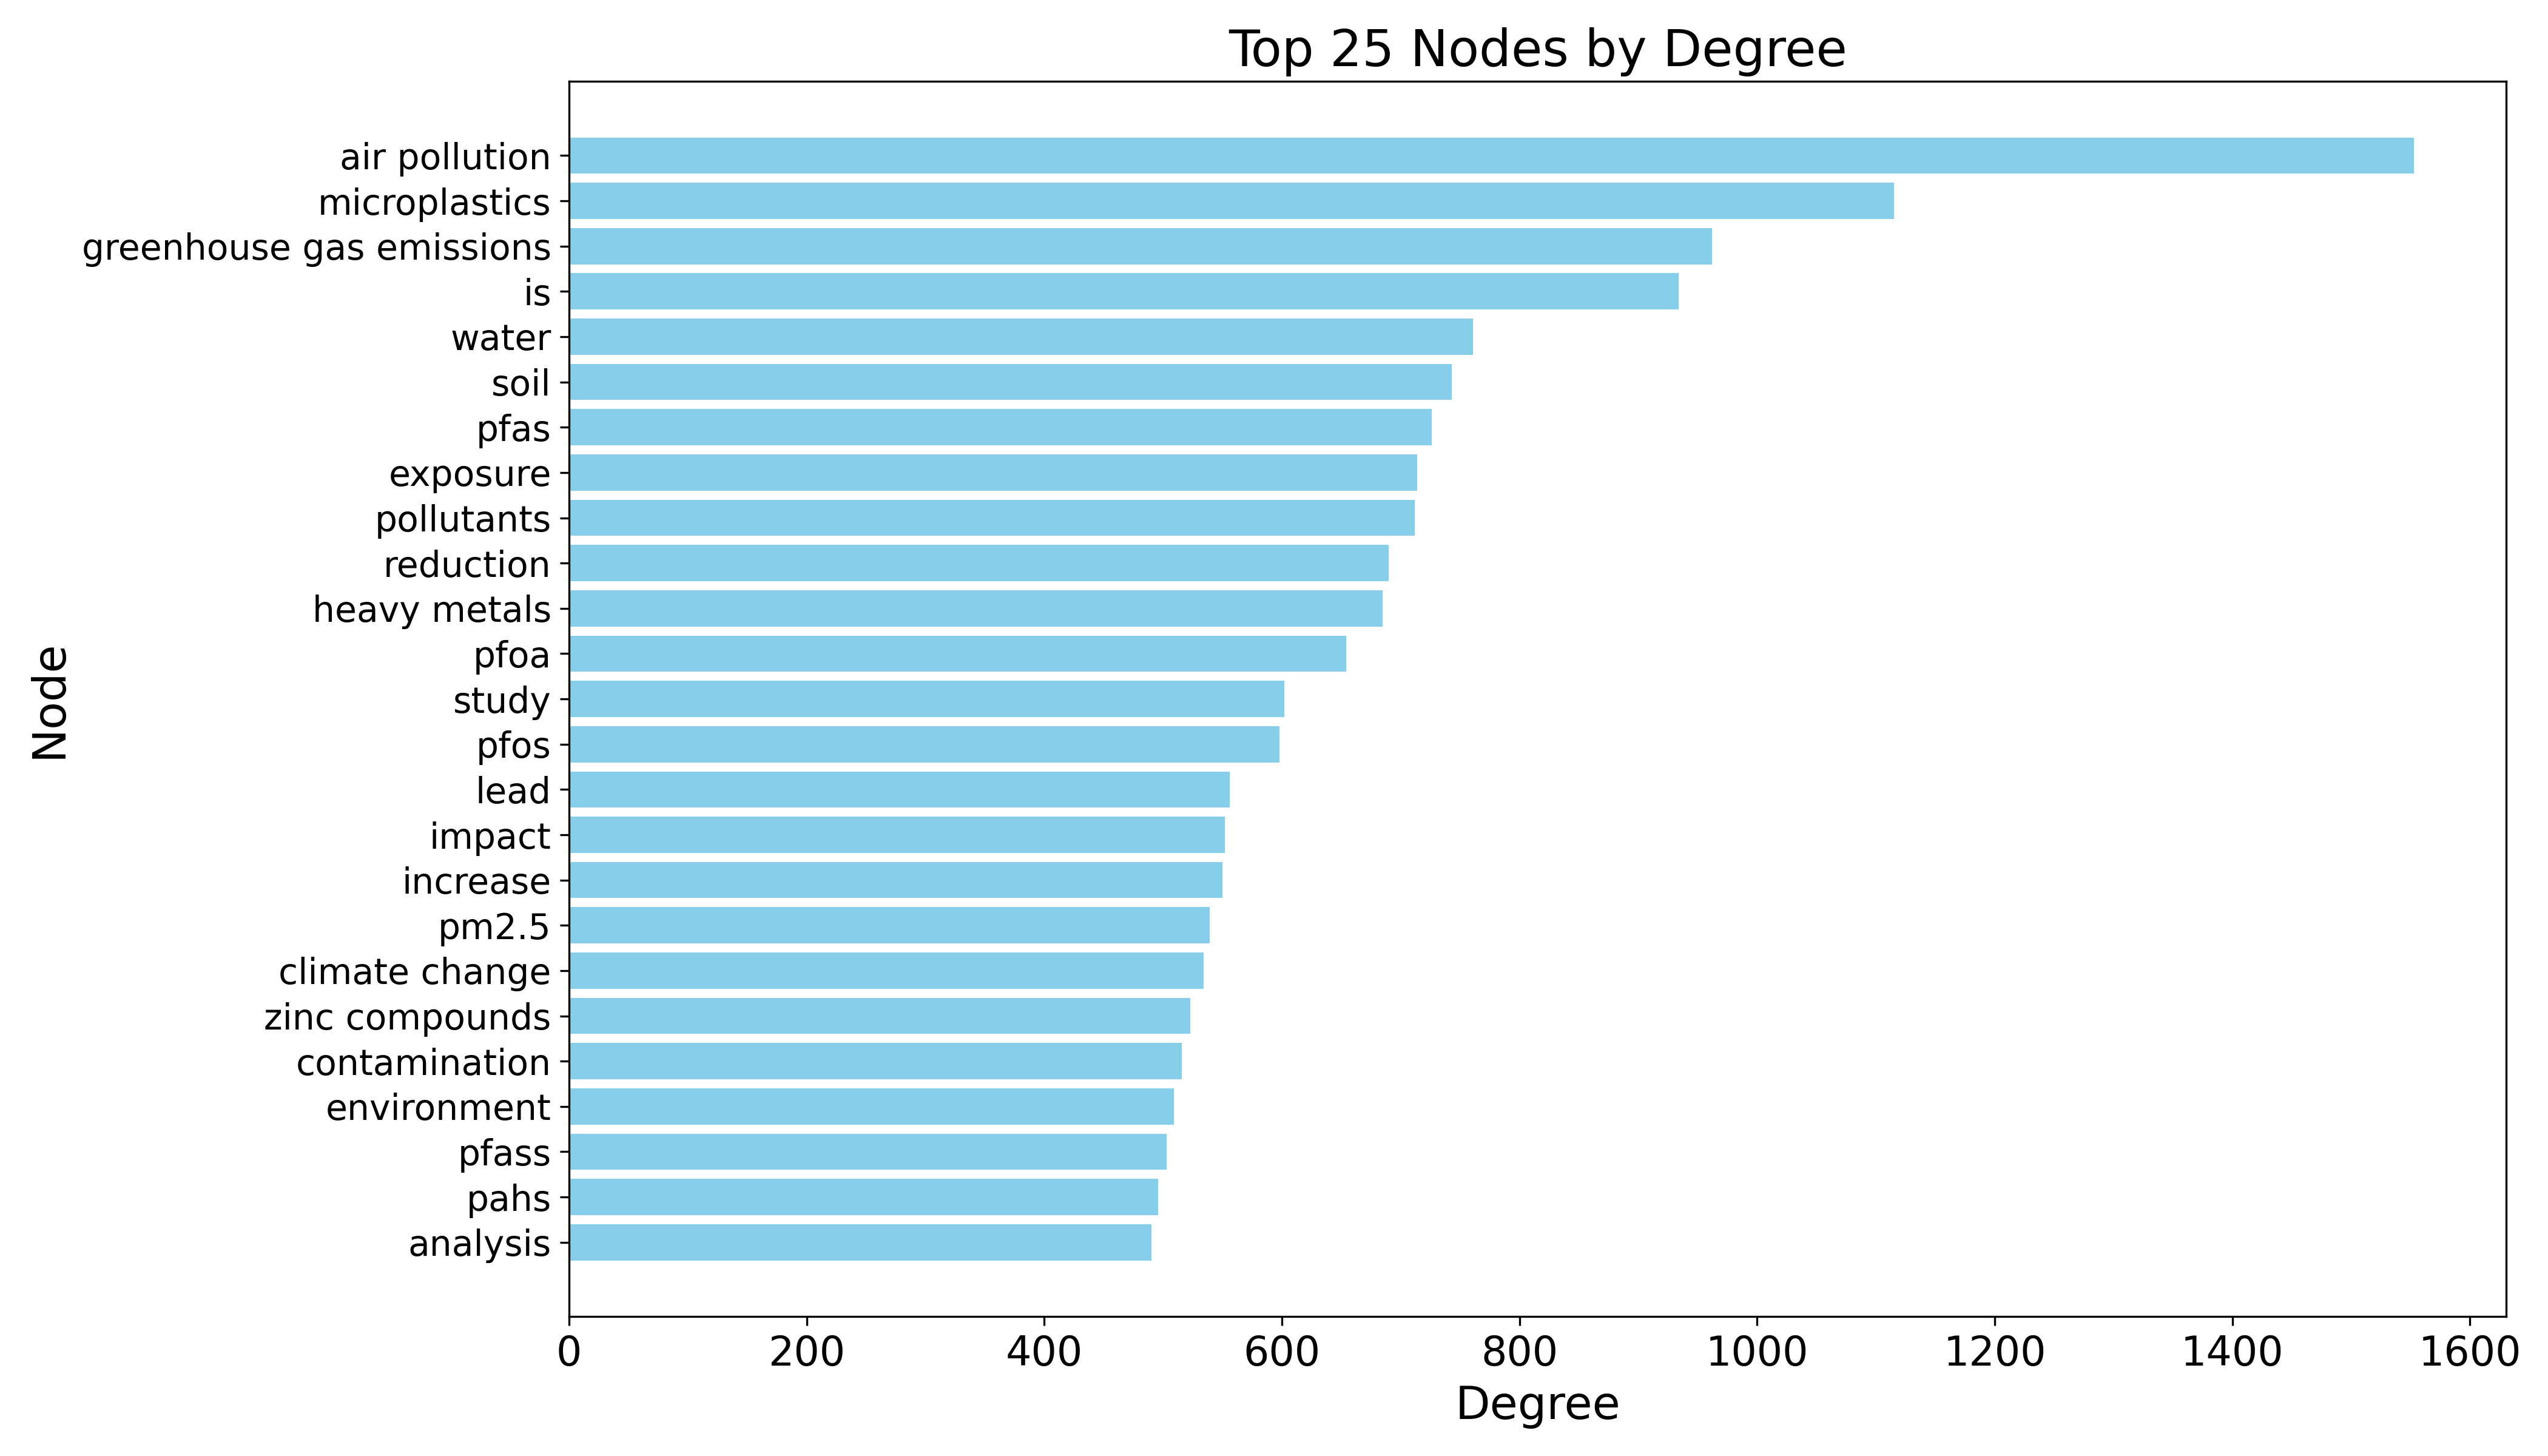 Top 25 Nodes by Degree
air pollution
microplastics
greenhouse gas emissions
is
water
soil
pfas
exposure
pollutants
reduction
heavy metals
pfoa
study
pfos
lead
impact
increase
pm2.5
climate change
zinc compounds
contamination
environment
pfass
pahs
analysis
Node
0 200 400 600 800 1000 1200 1400 1600
Degree